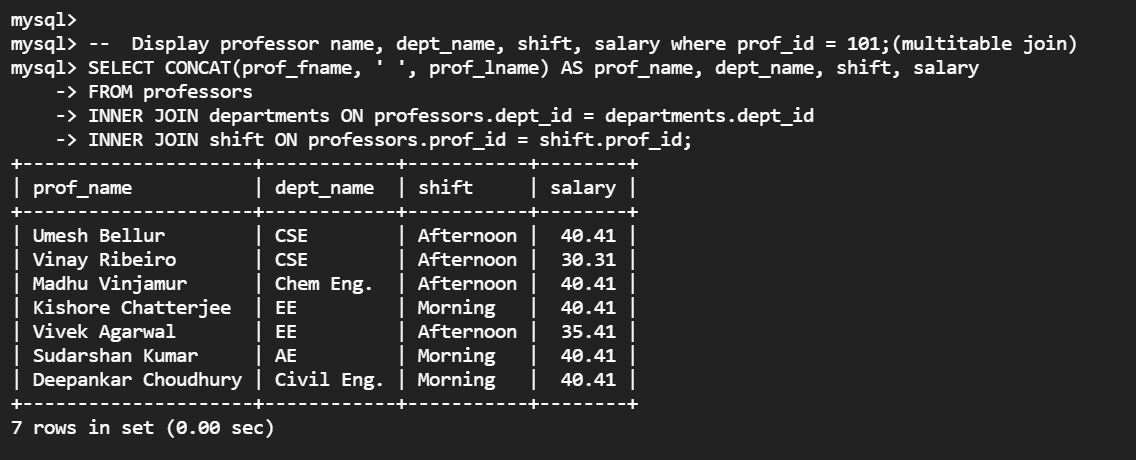 mysql>
mysql> --  Display professor name, dept_name, shift, salary where prof_id = 101;(multitable join)
mysql> SELECT CONCAT(prof_fname, ' ', prof_lname) AS prof_name, dept_name, shift, salary
    -> FROM professors
    -> INNER JOIN departments ON professors.dept_id = departments.dept_id
    -> INNER JOIN shift ON professors.prof_id = shift.prof_id;
+---------------------+------------+-----------+--------+
| prof_name           | dept_name  | shift     | salary |
+---------------------+------------+-----------+--------+
| Umesh Bellur        | CSE        | Afternoon |  40.41 |
| Vinay Ribeiro       | CSE        | Afternoon |  30.31 |
| Madhu Vinjamur      | Chem Eng.  | Afternoon |  40.41 |
| Kishore Chatterjee  | EE         | Morning   |  40.41 |
| Vivek Agarwal       | EE         | Afternoon |  35.41 |
| Sudarshan Kumar     | AE         | Morning   |  40.41 |
| Deepankar Choudhury | Civil Eng. | Morning   |  40.41 |
+---------------------+------------+-----------+--------+
7 rows in set (0.00 sec)